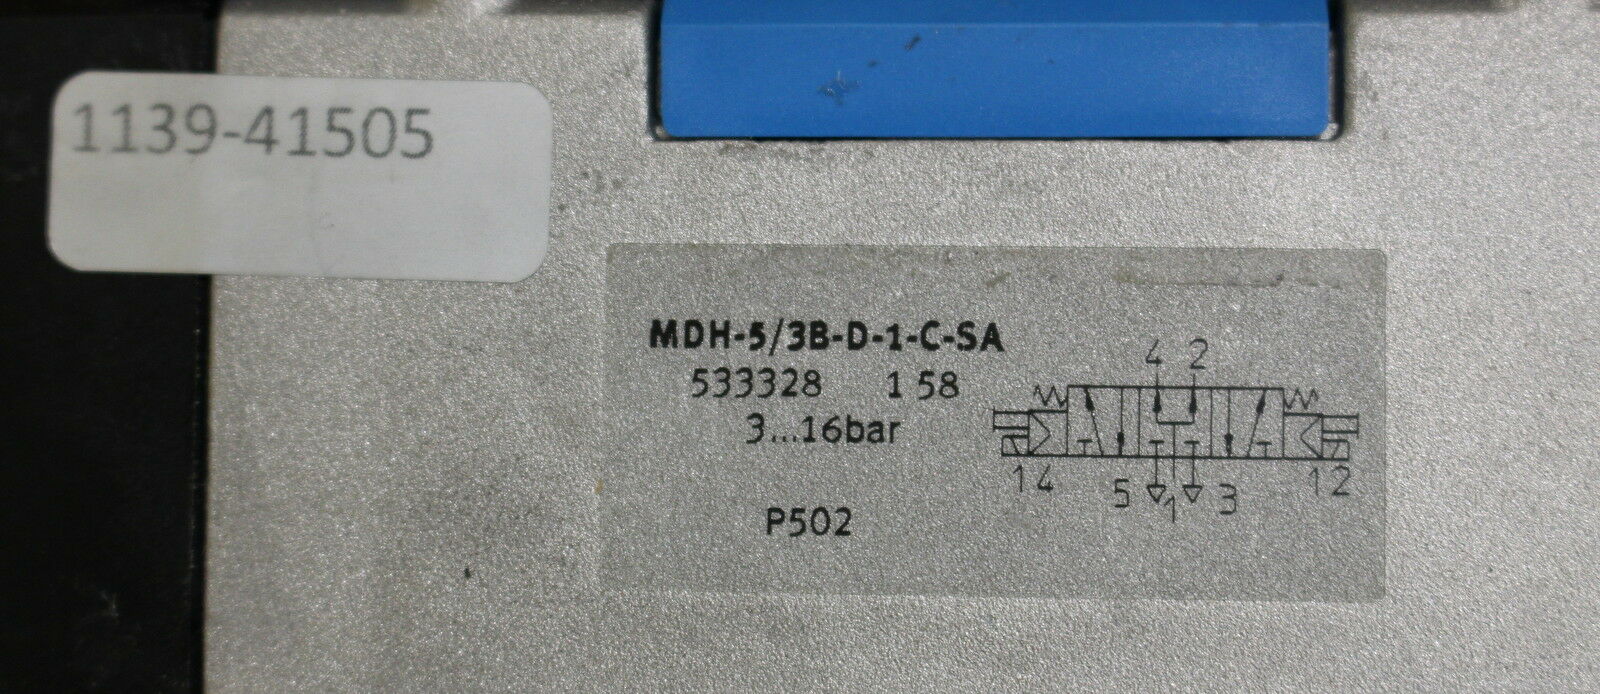 1139-41505
MDH-5/3B-D-1-C-SA
533328 1 58
3...16bar
P502
4 2
14 5 1 3 12